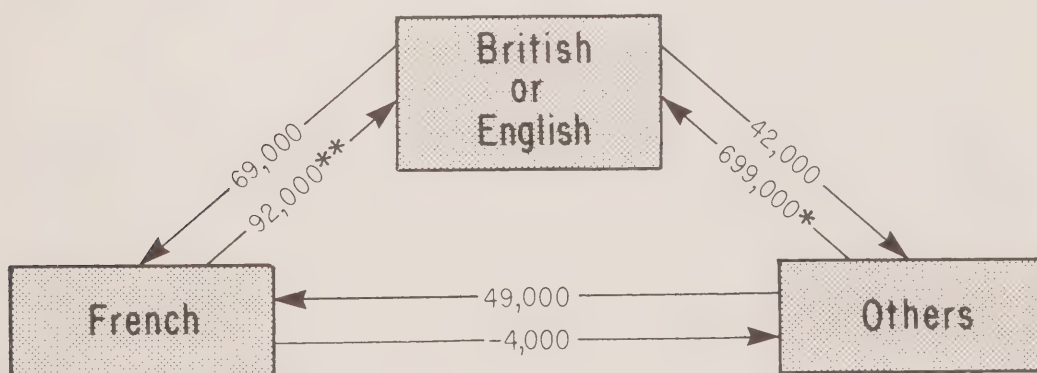 British
or
English
69,000
92,000**
42,000
699,000*
French
49,000
-4,000
Others